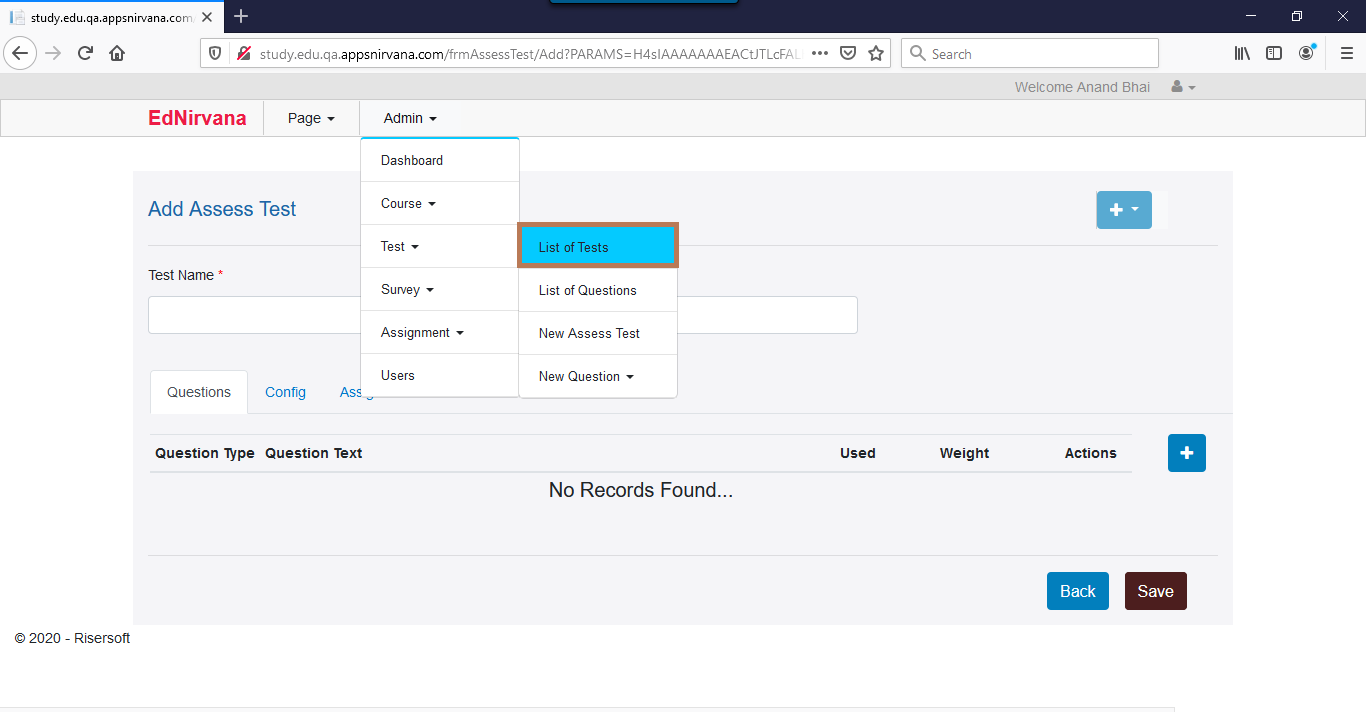 study.edu.qa.appsnirvana.com
study.edu.qa.appsnirvana.com/frmAssessTest/Add?PARAMS=H4sIAAAAAAAEACtJTLcFAL
Search
Welcome Anand Bhai
EdNirvana
Page
Admin
Dashboard
Course
Test
Survey
Assignment
Users
List of Tests
List of Questions
New Assess Test
New Question
Add Assess Test
Test Name *
Questions Config Assig
Question Type Question Text Used Weight Actions
No Records Found...
Back Save
© 2020 - Risersoft